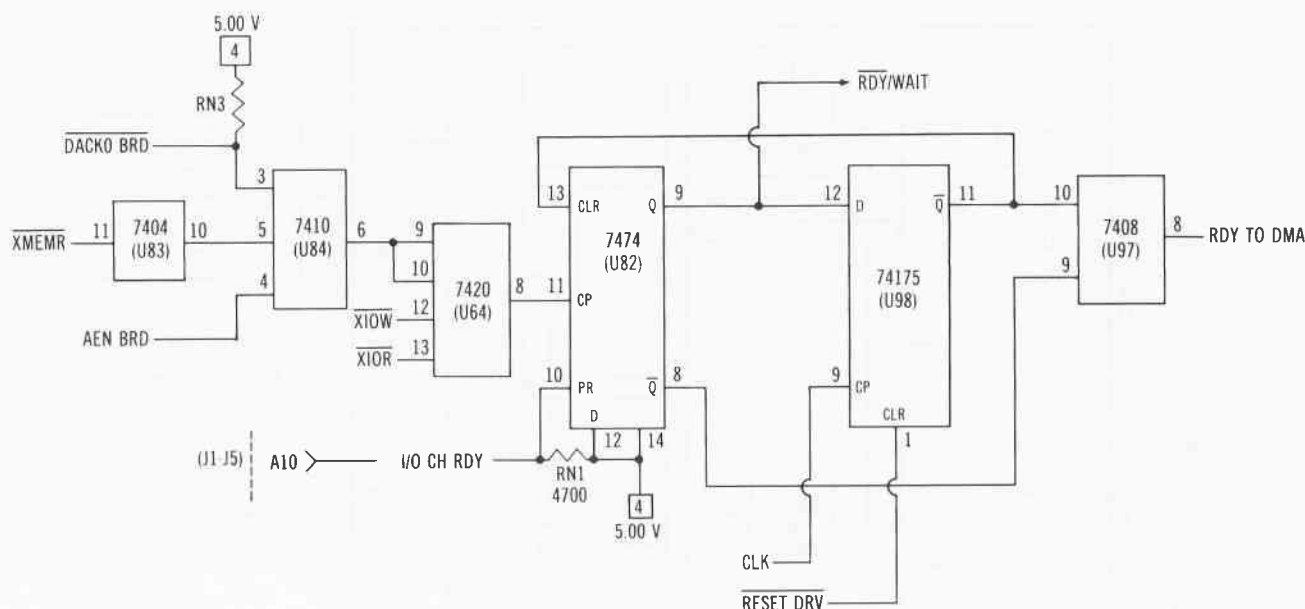 5.00 V
4
RN3
DACKO BRD
XMEMR
11
7404
(U83)
10
3
5
4
7410
(U84)
6
AEN BRD
9
10
12
13
7420
(U64)
8
XIOW
XIOR
RDY/WAIT
13
CLR
Q
9
7474
(U82)
11
CP
10
PR
Q
8
D
12
14
(J1-J5)
A10
I/O CH RDY
RN1
4700
4
5.00 V
12
D
Q
11
74175
(U98)
9
CP
CLR
1
CLK
RESET DRV
10
9
7408
(U97)
8
RDY TO DMA